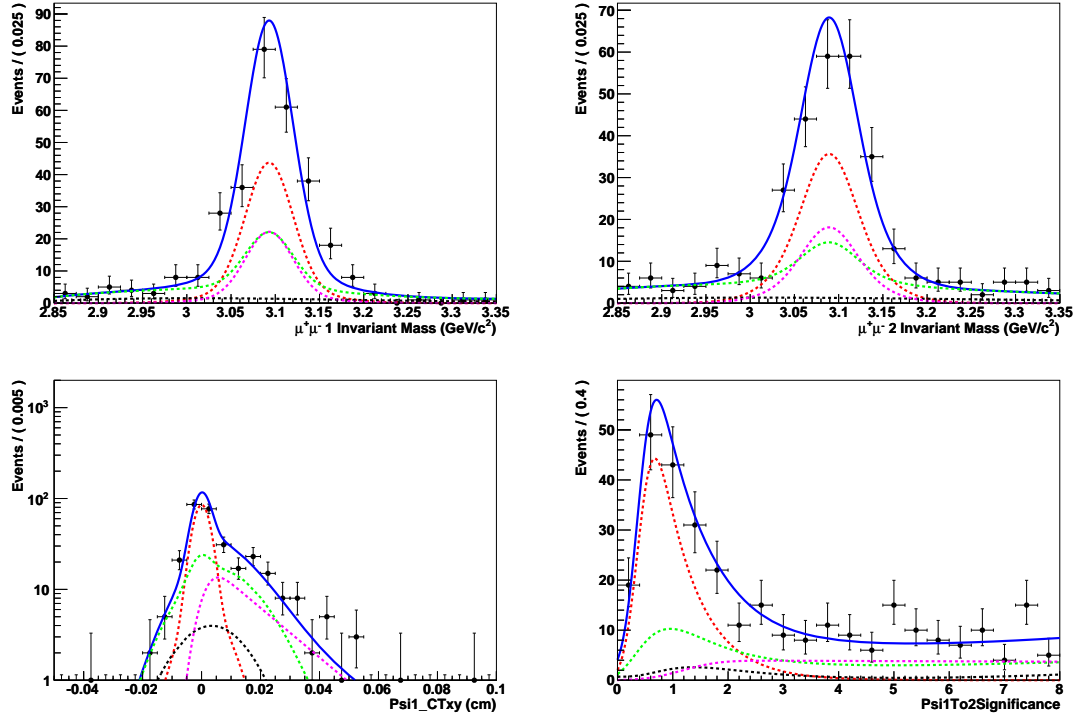 Events / ( 0.025 )
90
80
70
60
50
40
30
20
10
0
2.85 2.9 2.95 3 3.05 3.1 3.15 3.2 3.25 3.3 3.35
μ⁺μ⁻ 1 Invariant Mass (GeV/c²)
Events / ( 0.025 )
70
60
50
40
30
20
10
0
2.85 2.9 2.95 3 3.05 3.1 3.15 3.2 3.25 3.3 3.35
μ⁺μ⁻ 2 Invariant Mass (GeV/c²)
Events / ( 0.005 )
10³
10²
10
1
-0.04 -0.02 0 0.02 0.04 0.06 0.08 0.1
Psi1_CTxy (cm)
Events / ( 0.4 )
50
40
30
20
10
0
0 1 2 3 4 5 6 7 8
Psi1To2Significance